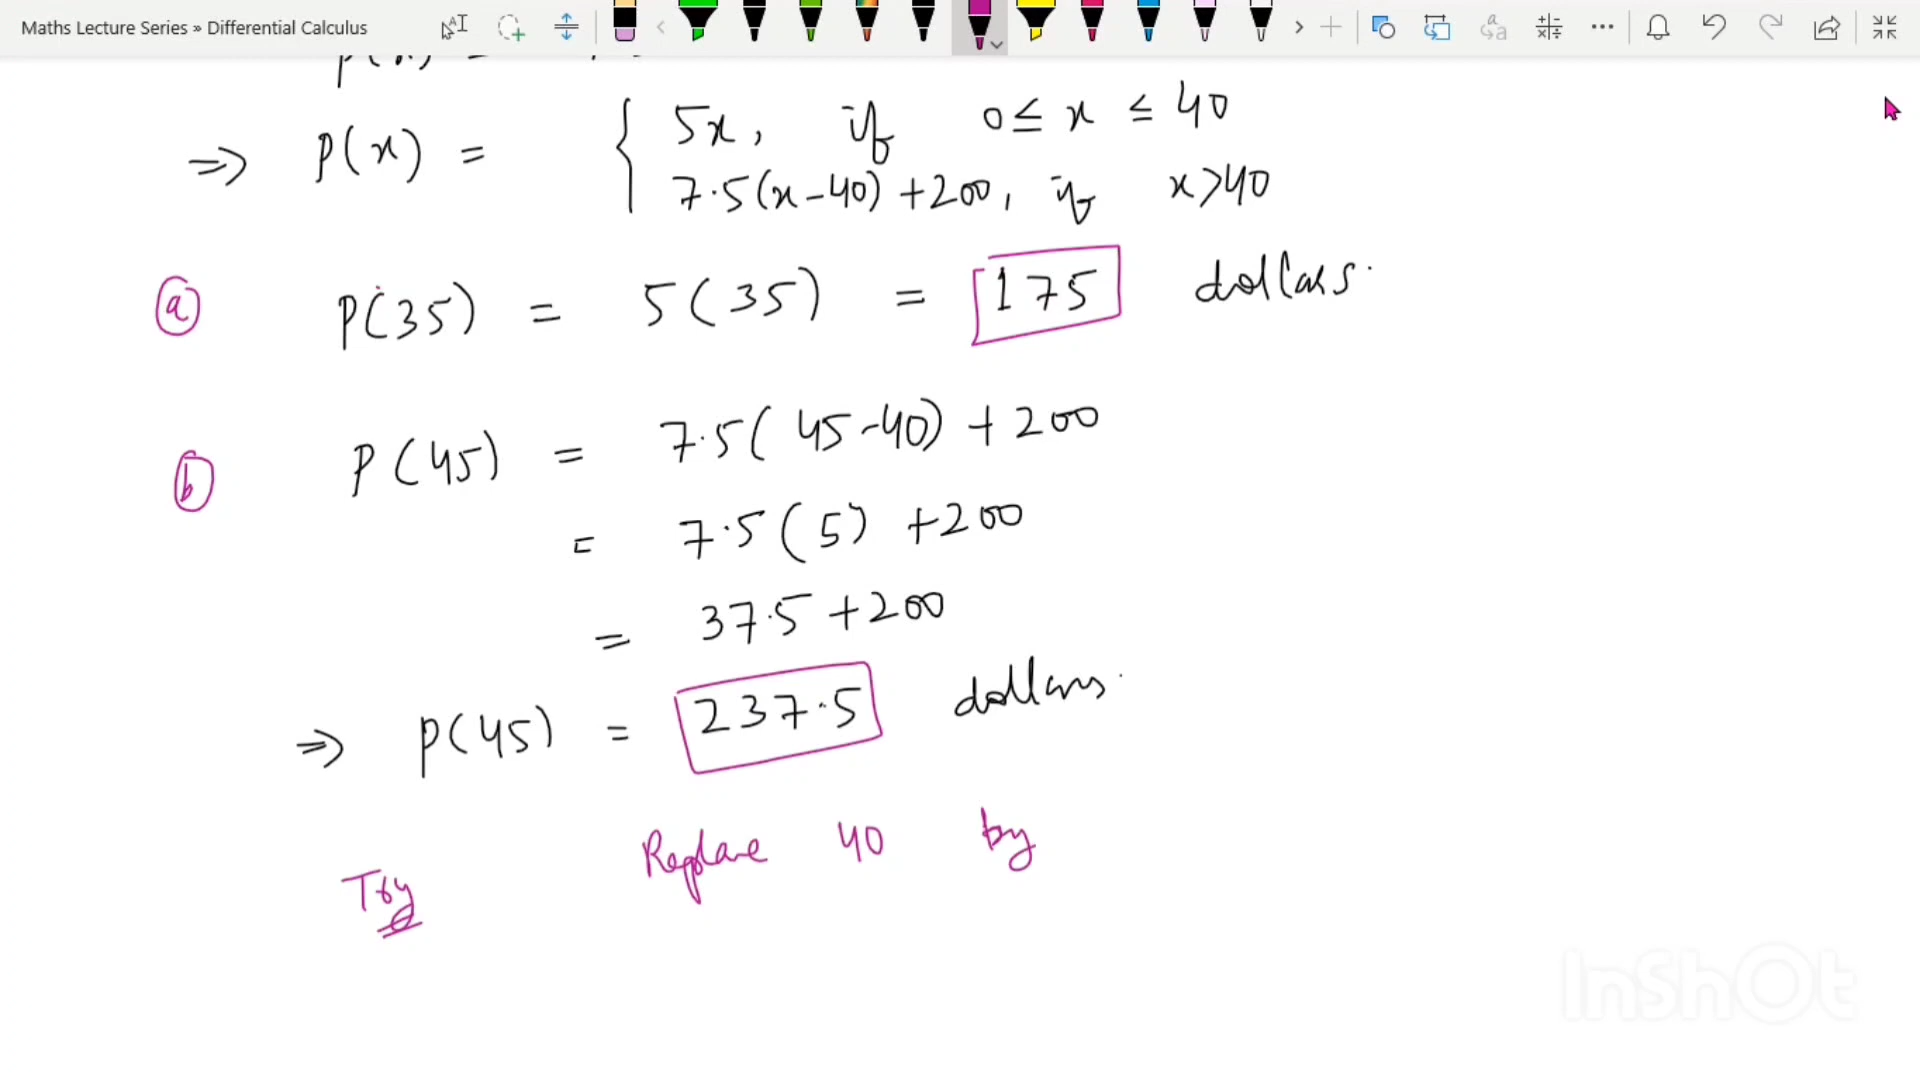 Maths Lecture Series » Differential Calculus
⇒ P(x) = { 5x, if 0 ≤ x ≤ 40
7.5(x-40) + 200, if x > 40
(a) P(35) = 5(35) = 175 dollars.
(b) P(45) = 7.5(45-40) + 200
= 7.5(5) + 200
= 37.5 + 200
⇒ P(45) = 237.5 dollars.
Try Replace 40 by
InShOt